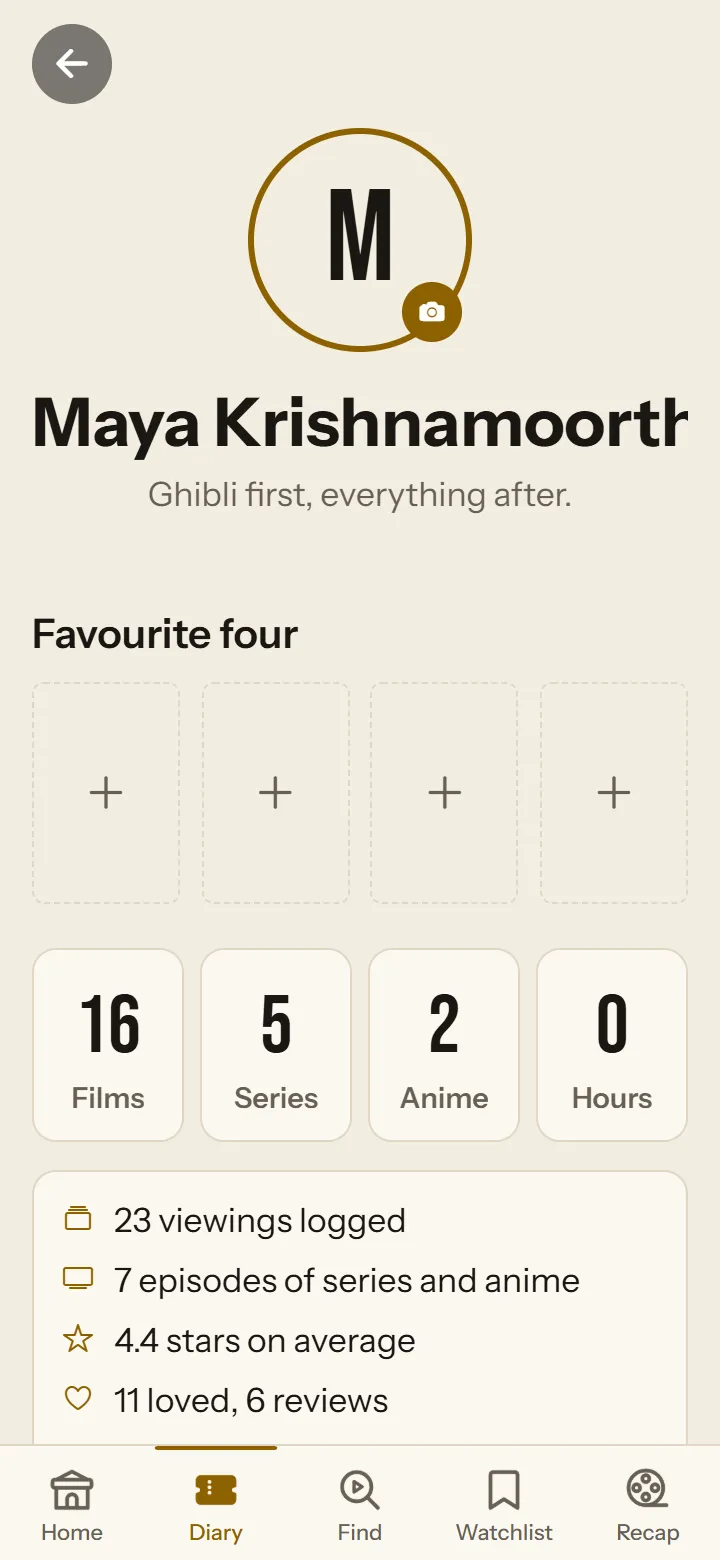 M
Maya Krishnamoorth
Ghibli first, everything after.
Favourite four
16
Films
5
Series
2
Anime
0
Hours
23 viewings logged
7 episodes of series and anime
4.4 stars on average
11 loved, 6 reviews
Home
Diary
Find
Watchlist
Recap